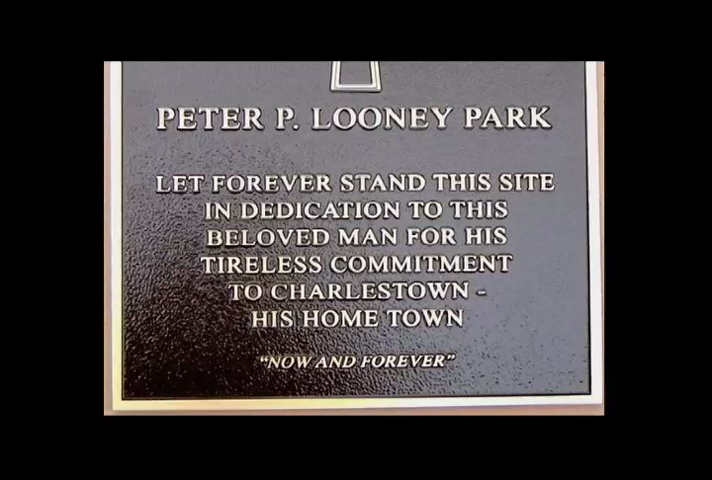 PETER P. LOONEY PARK
LET FOREVER STAND THIS SITE
IN DEDICATION TO THIS
BELOVED MAN FOR HIS
TIRELESS COMMITMENT
TO CHARLESTOWN -
HIS HOME TOWN
"NOW AND FOREVER"